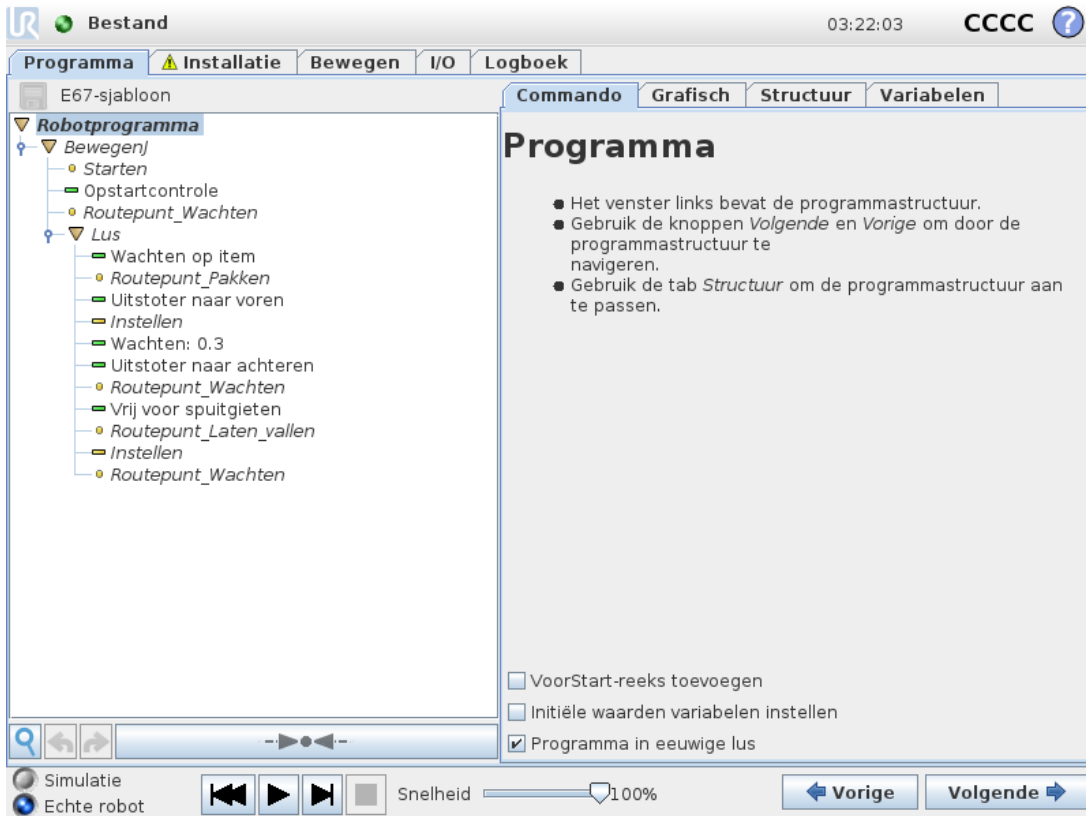 UR Bestand 03:22:03 CCCC ?
Programma Installatie Bewegen I/O Logboek
E67-sjabloon
Robotprogramma
BewegenJ
Starten
Opstartcontrole
Routepunt_Wachten
Lus
Wachten op item
Routepunt_Pakken
Uitstoter naar voren
Instellen
Wachten: 0.3
Uitstoter naar achteren
Routepunt_Wachten
Vrij voor spuitgieten
Routepunt_Laten_vallen
Instellen
Routepunt_Wachten
Commando Grafisch Structuur Variabelen
Programma
Het venster links bevat de programmastructuur.
Gebruik de knoppen Volgende en Vorige om door de
programmastructuur te
navigeren.
Gebruik de tab Structuur om de programmastructuur aan
te passen.
VoorStart-reeks toevoegen
Initiële waarden variabelen instellen
Programma in eeuwige lus
Simulatie
Echte robot
Snelheid 100%
Vorige Volgende